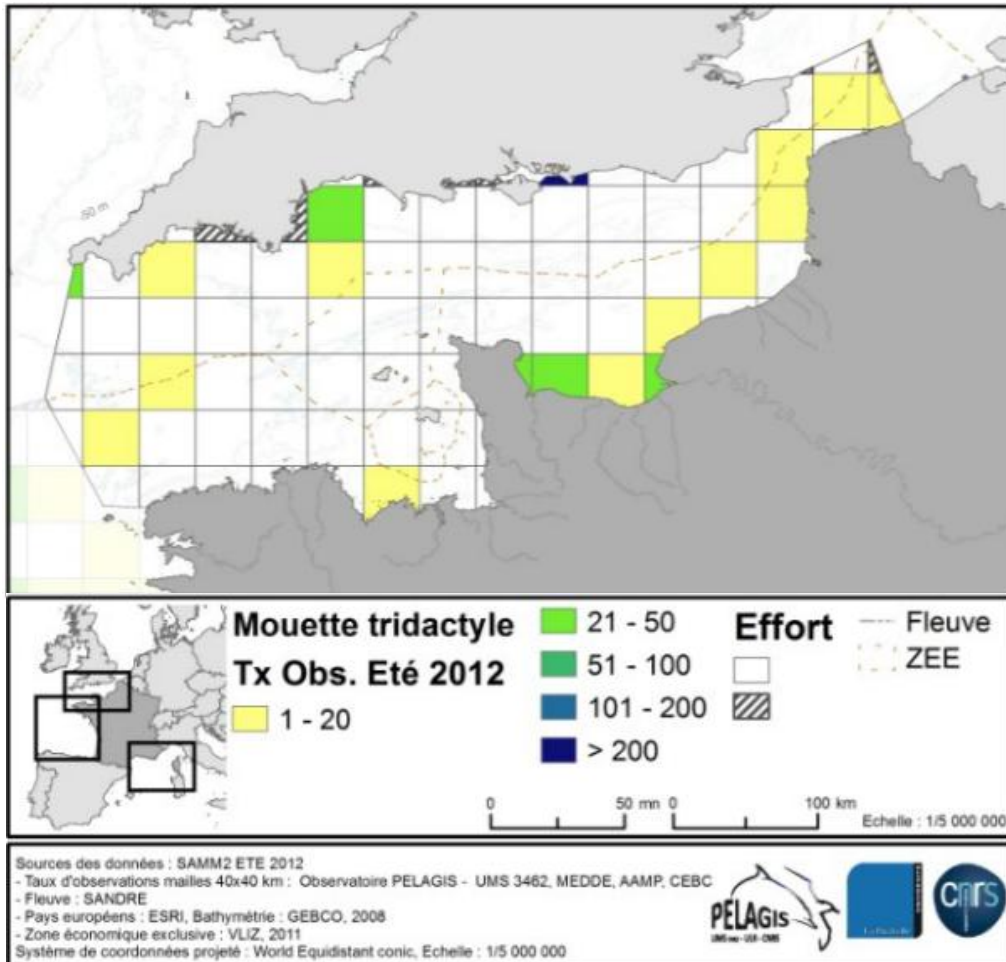 -50 m
Mouette tridactyle
Tx Obs. Eté 2012
1 - 20
21 - 50
51 - 100
101 - 200
> 200
Effort
Fleuve
ZEE
0 50 mn 0 100 km
Echelle : 1/5 000 000
Sources des données : SAMM2 ETE 2012
- Taux d'observations mailles 40x40 km : Observatoire PELAGIS - UMS 3462, MEDDE, AAMP, CEBC
- Fleuve : SANDRE
- Pays européens : ESRI, Bathymétrie : GEBCO, 2008
- Zone économique exclusive : VLIZ, 2011
Système de coordonnées projeté : World Equidistant conic, Echelle : 1/5 000 000
PELAGIS
cnrs